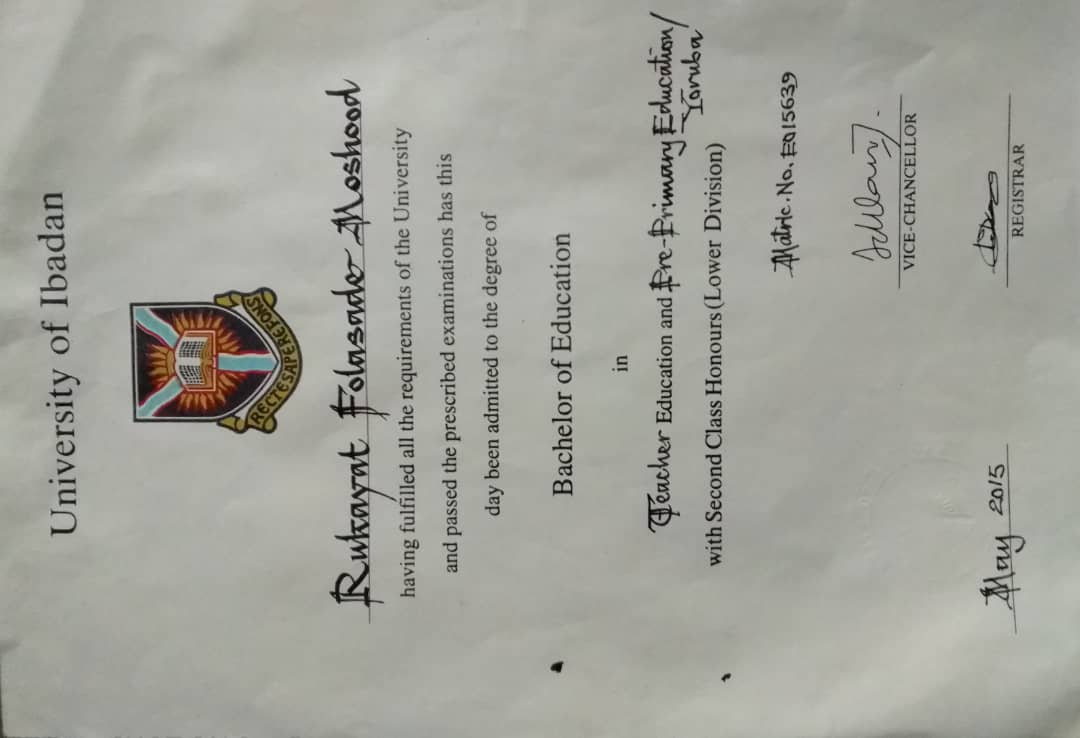 University of Ibadan
RECTE SAPERE FONS
Rukayat Folasade Moshood
having fulfilled all the requirements of the University
and passed the prescribed examinations has this
day been admitted to the degree of
Bachelor of Education
in
Teacher Education and Pre-Primary Education/
Yoruba
with Second Class Honours (Lower Division)
Matric. No. E015639
VICE-CHANCELLOR
May 2015
REGISTRAR